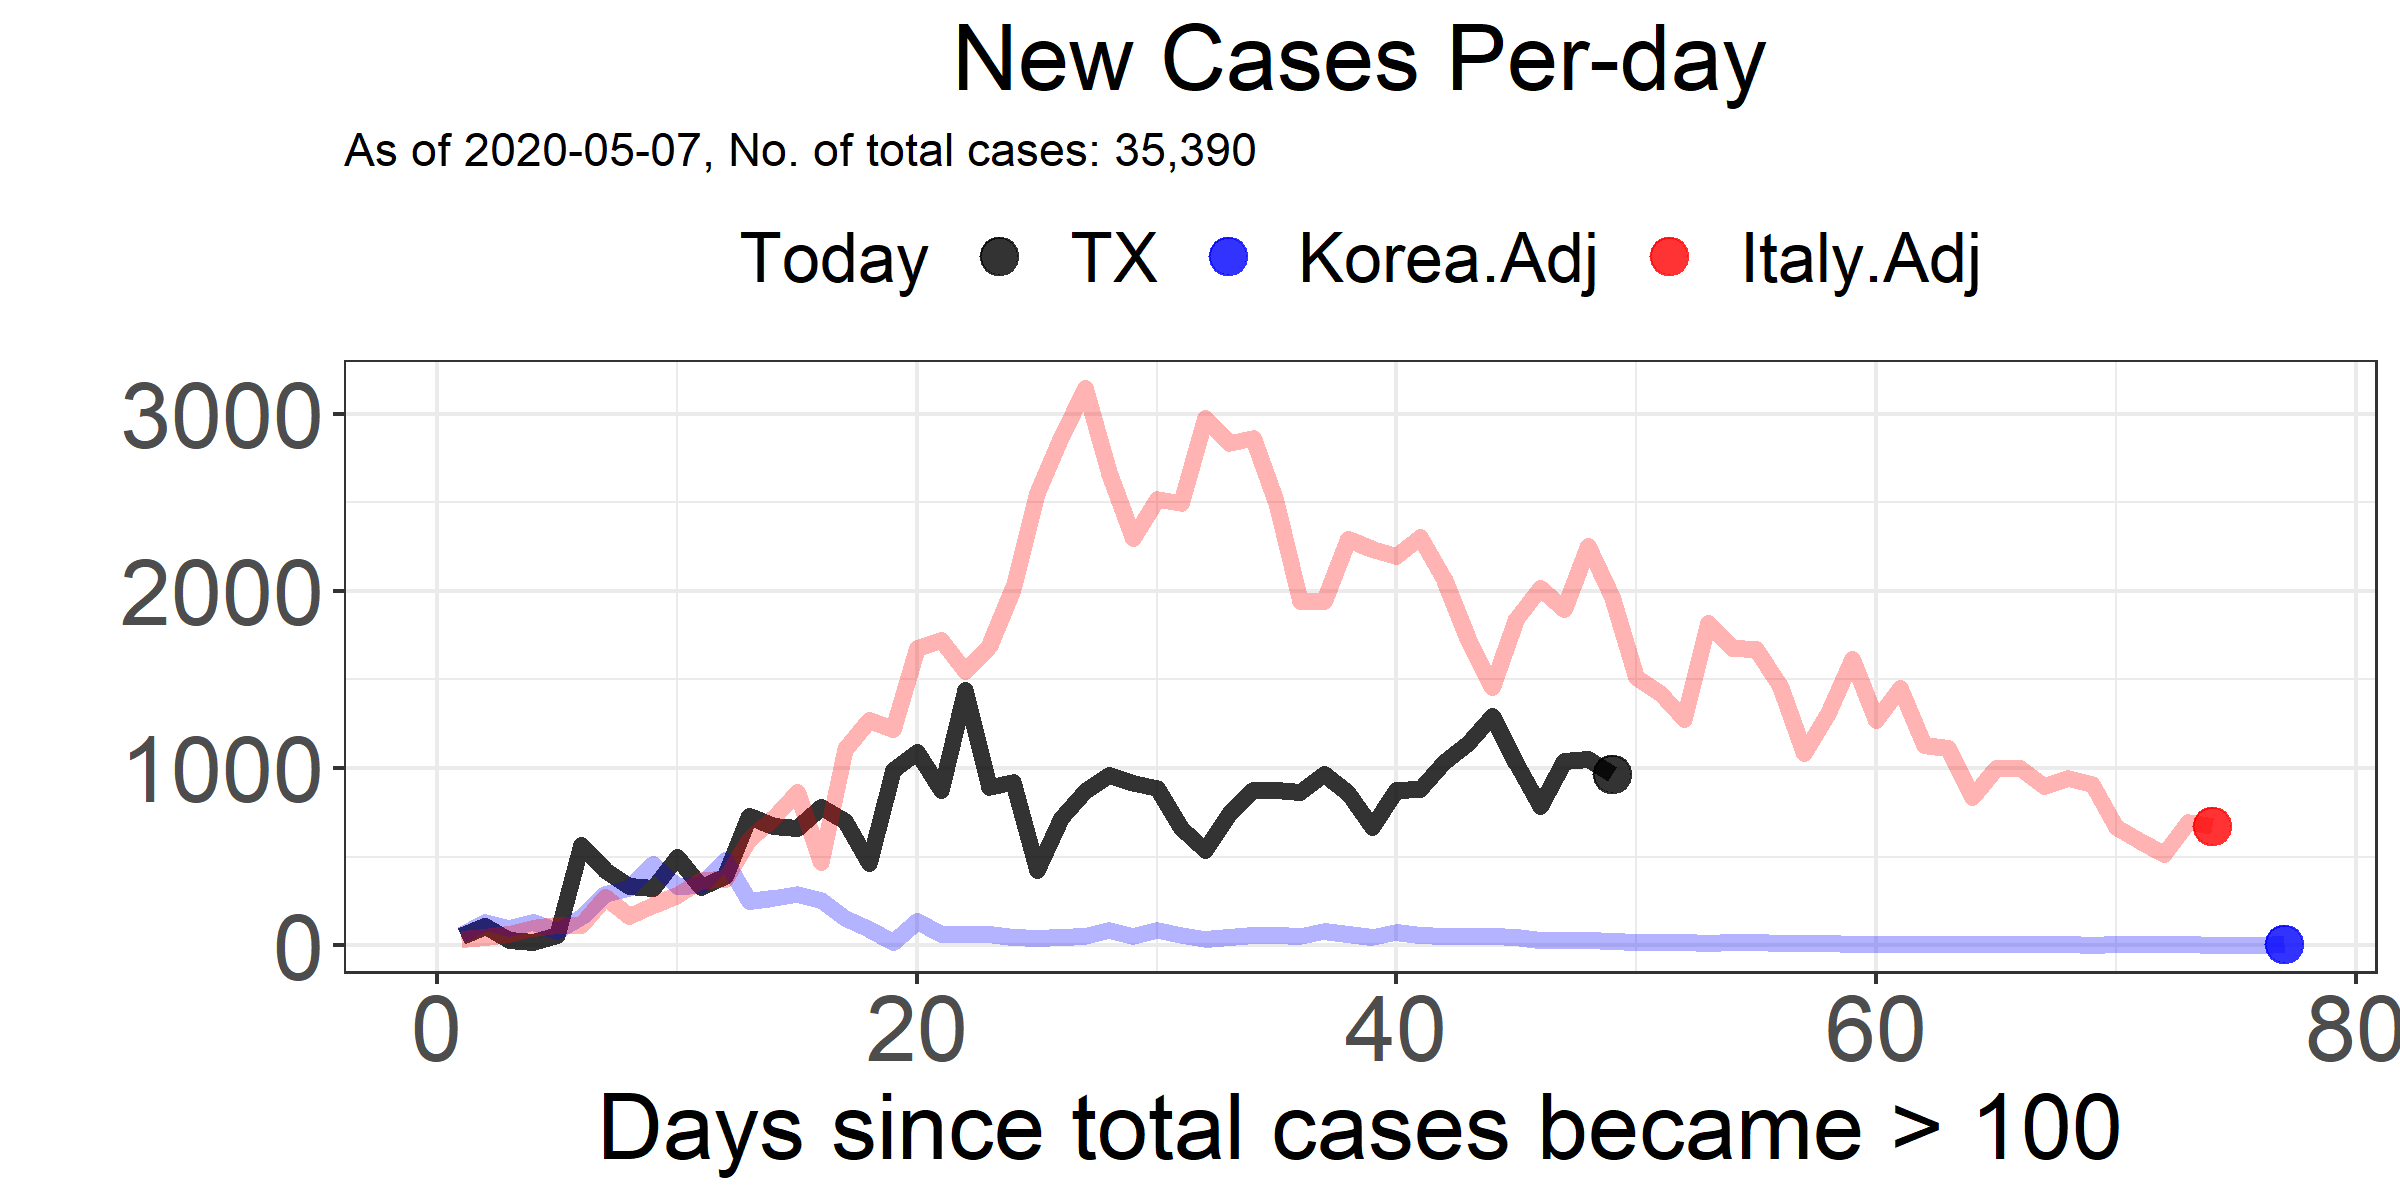 New Cases Per-day
As of 2020-05-07, No. of total cases: 35,390
Today TX Korea.Adj Italy.Adj
3000
2000
1000
0
0 20 40 60 80
Days since total cases became > 100